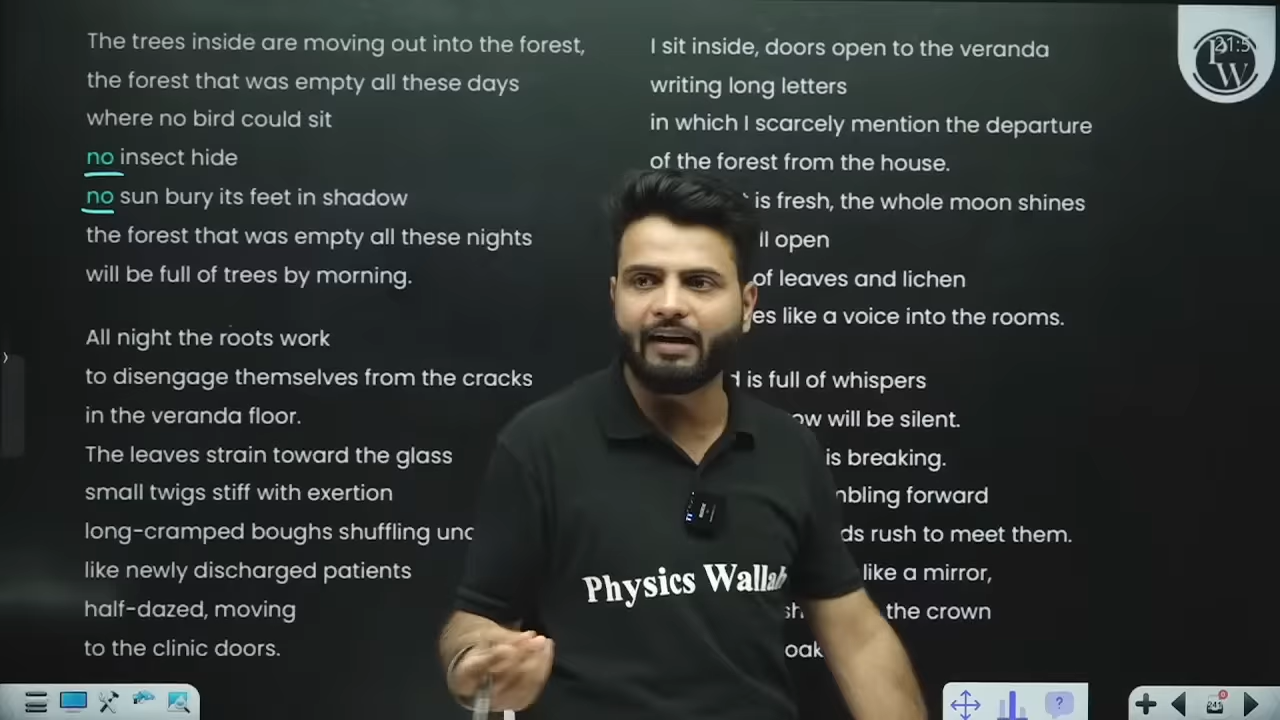 The trees inside are moving out into the forest,
the forest that was empty all these days
where no bird could sit
no insect hide
no sun bury its feet in shadow
the forest that was empty all these nights
will be full of trees by morning.
All night the roots work
to disengage themselves from the cracks
in the veranda floor.
The leaves strain toward the glass
small twigs stiff with exertion
long-cramped boughs shuffling
like newly discharged patients
half-dazed, moving
to the clinic doors.
I sit inside, doors open to the veranda
writing long letters
in which I scarcely mention the departure
of the forest from the house.
is fresh, the whole moon shines
open
of leaves and lichen
like a voice into the rooms.
is full of whispers
will be silent.
is breaking.
forward
rush to meet them.
like a mirror,
the crown
oak
PW
Physics Wallah
241